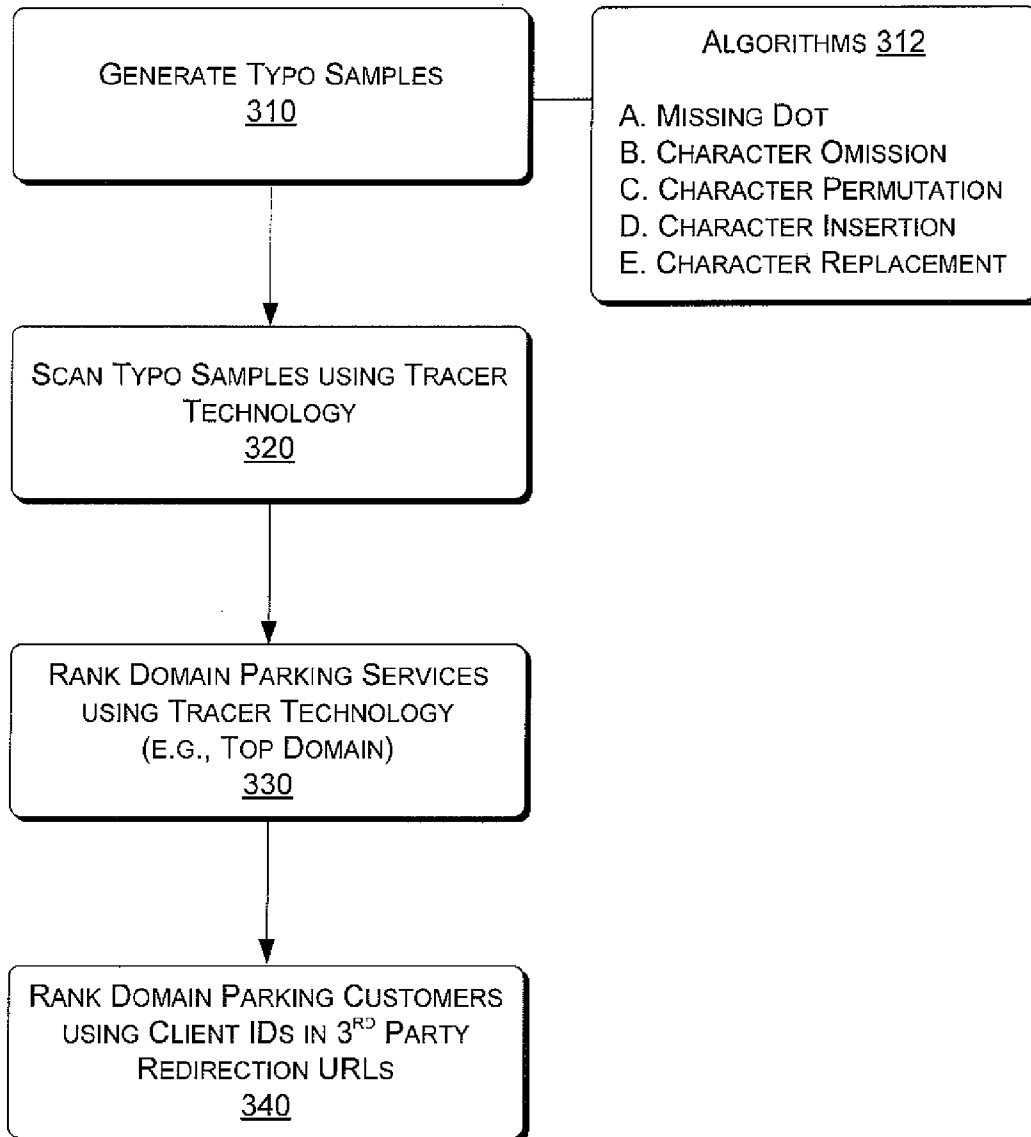 GENERATE TYPO SAMPLES
310
ALGORITHMS 312
A. MISSING DOT
B. CHARACTER OMISSION
C. CHARACTER PERMUTATION
D. CHARACTER INSERTION
E. CHARACTER REPLACEMENT
SCAN TYPO SAMPLES USING TRACER
TECHNOLOGY
320
RANK DOMAIN PARKING SERVICES
USING TRACER TECHNOLOGY
(E.G., TOP DOMAIN)
330
RANK DOMAIN PARKING CUSTOMERS
USING CLIENT IDS IN 3RD PARTY
REDIRECTION URLS
340